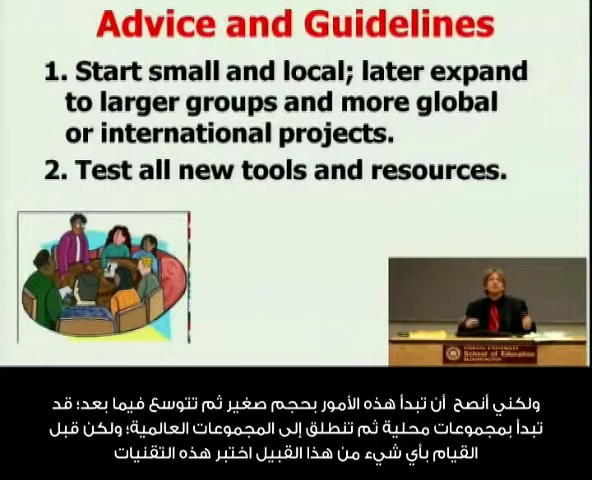 Advice and Guidelines
1. Start small and local; later expand
to larger groups and more global
or international projects.
2. Test all new tools and resources.
INDIANA UNIVERSITY
School of Education
BLOOMINGTON
ولكني أنصح أن تبدأ هذه الأمور بحجم صغير ثم تتوسع فيما بعد؛ قد
تبدأ بمجموعات محلية ثم تنطلق إلى المجموعات العالمية؛ ولكن قبل
القيام بأي شيء من هذا القبيل اختبر هذه التقنيات